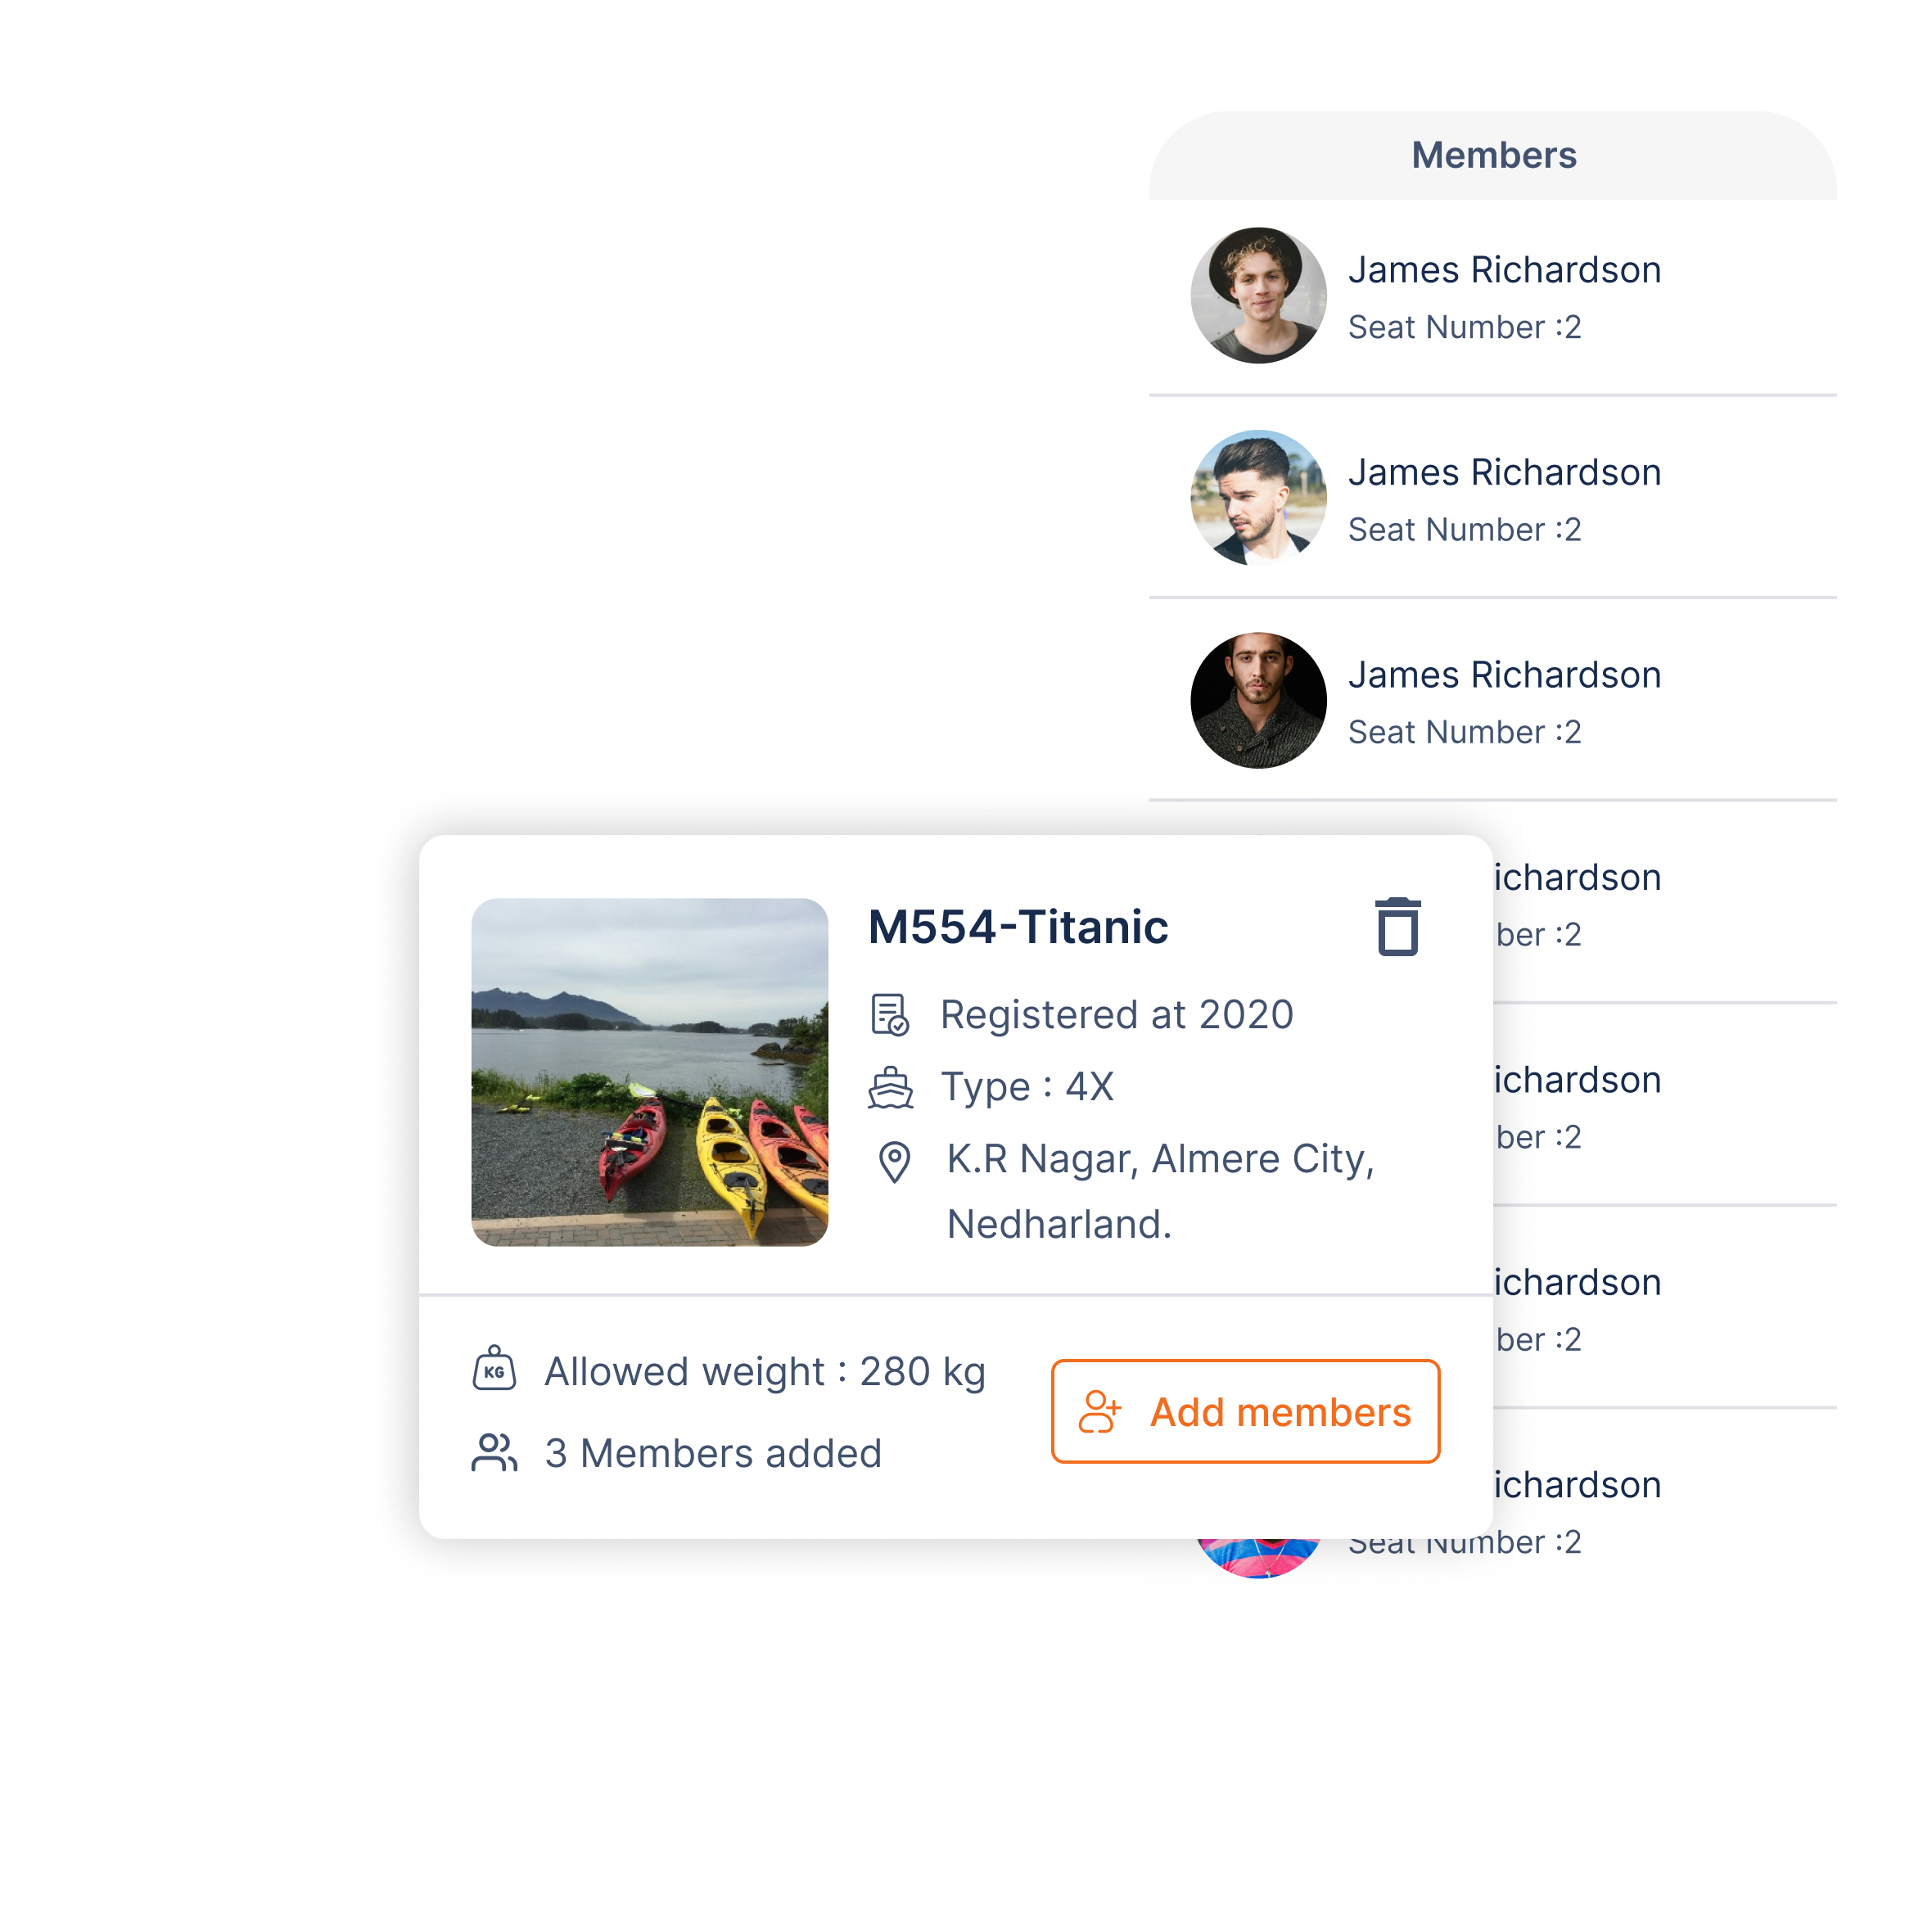 Members
James Richardson
Seat Number :2
James Richardson
Seat Number :2
James Richardson
Seat Number :2
M554-Titanic
Registered at 2020
Type : 4X
K.R Nagar, Almere City,
Nedharland.
KG
Allowed weight : 280 kg
3 Members added
Add members
ichardson
ber :2
ichardson
ber :2
ichardson
ber :2
ichardson
Seat Number :2